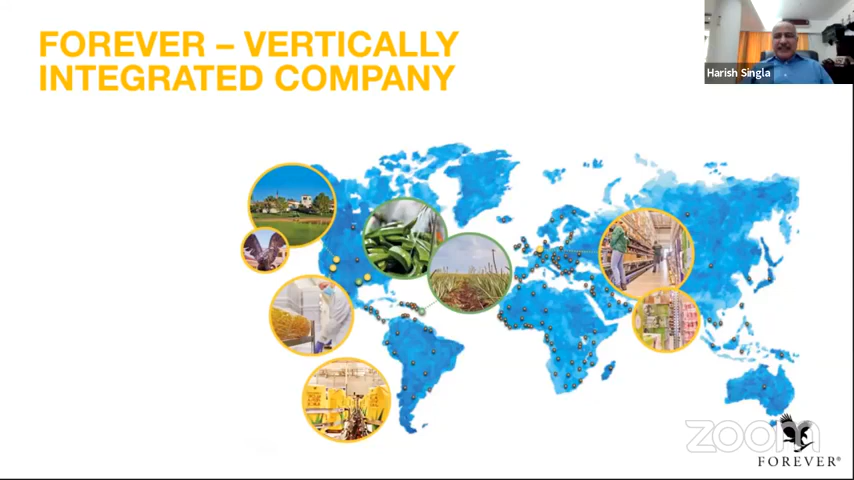 FOREVER – VERTICALLY
INTEGRATED COMPANY
Harish Singla
zoom
FOREVER®